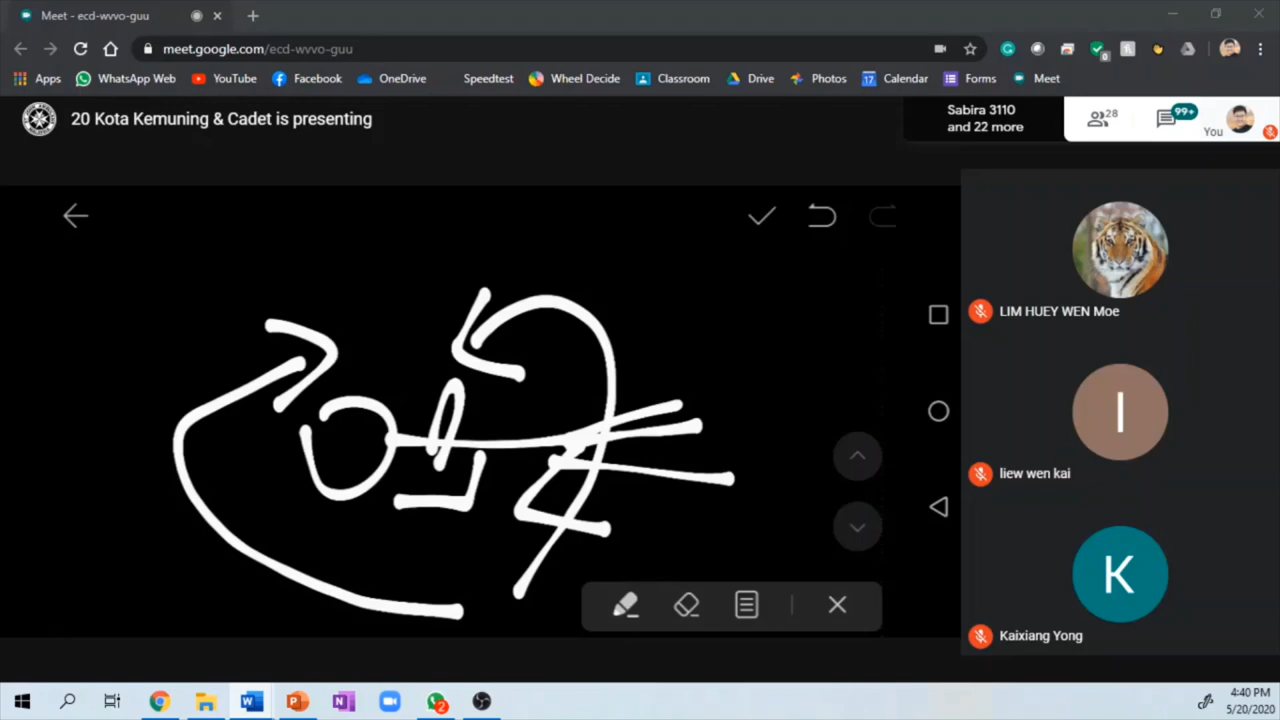 Meet - ecd-wvvo-guu
meet.google.com/ecd-wvvo-guu
Apps WhatsApp Web YouTube Facebook OneDrive Speedtest Wheel Decide Classroom Drive Photos 17 Calendar Forms Meet
20 Kota Kemuning & Cadet is presenting
Sabira 3110
and 22 more
28
99+
You
LIM HUEY WEN Moe
I
liew wen kai
K
Kaixiang Yong
2
4:40 PM
5/20/2020